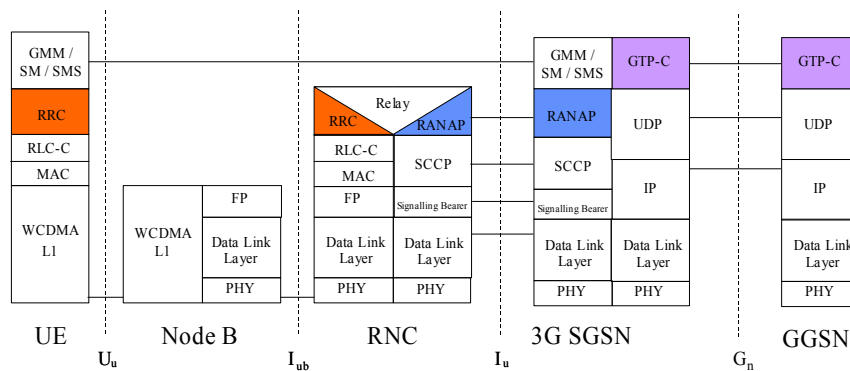 GMM /
SM / SMS
RRC
RLC-C
MAC
WCDMA
L1
WCDMA
L1
FP
Data Link
Layer
PHY
Relay
RRC
RANAP
RLC-C
MAC
FP
Data Link
Layer
PHY
SCCP
Signalling Bearer
Data Link
Layer
PHY
GMM /
SM / SMS
RANAP
SCCP
Signalling Bearer
Data Link
Layer
PHY
GTP-C
UDP
IP
Data Link
Layer
PHY
GTP-C
UDP
IP
Data Link
Layer
PHY
UE
Node B
RNC
3G SGSN
GGSN
Uu
Iub
Iu
Gn